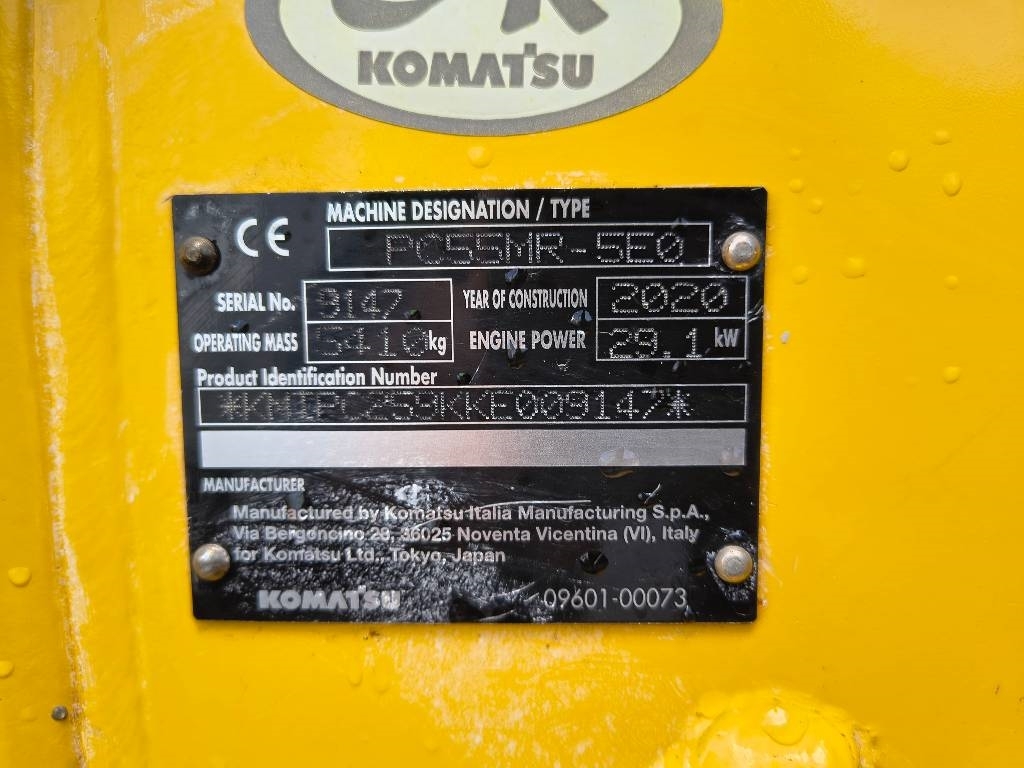 KOMATSU
CE
MACHINE DESIGNATION / TYPE
PC55MR-5E0
SERIAL No. 9147
YEAR OF CONSTRUCTION 2020
OPERATING MASS 5410 kg
ENGINE POWER 29.1 kW
Product Identification Number
MANUFACTURER
Manufactured by Komatsu Italia Manufacturing S.p.A.,
Via Bergoncino 28, 36025 Noventa Vicentina (VI), Italy
for Komatsu Ltd., Tokyo, Japan
KOMATSU 09601-00073